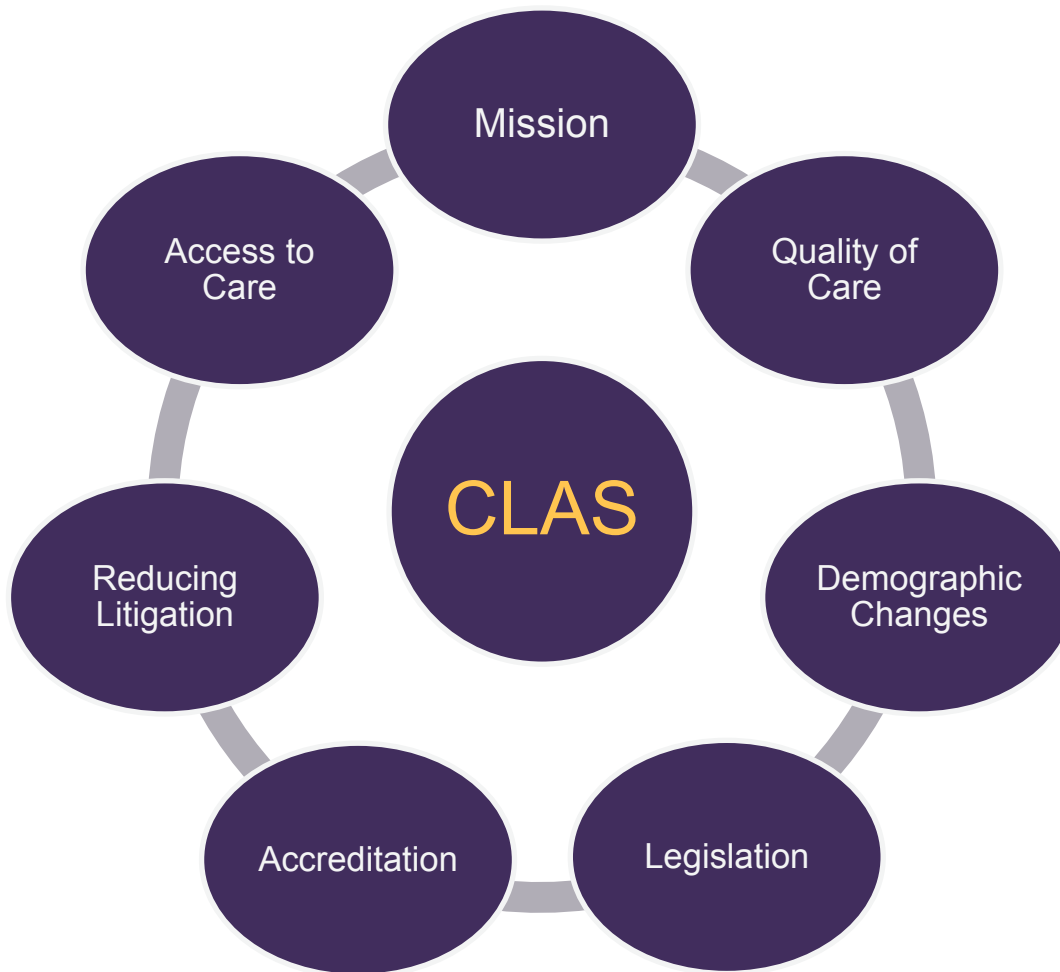 Mission
Quality of
Care
Demographic
Changes
Legislation
Accreditation
Reducing
Litigation
Access to
Care
CLAS